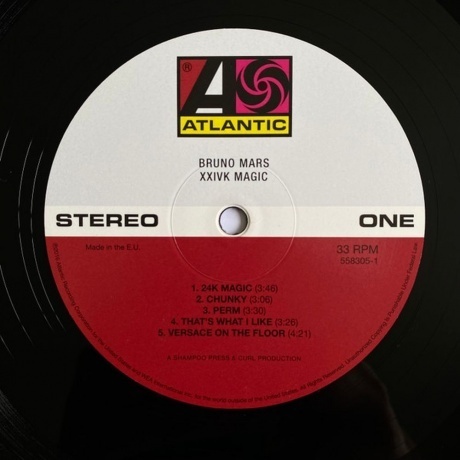 ®
A
ATLANTIC
BRUNO MARS
XXIVK MAGIC
STEREO ONE
Made in the E.U. 33 RPM
558305-1
1. 24K MAGIC (3:46)
2. CHUNKY (3:06)
3. PERM (3:30)
4. THAT'S WHAT I LIKE (3:26)
5. VERSACE ON THE FLOOR (4:21)
A SHAMPOO PRESS & CURL PRODUCTION